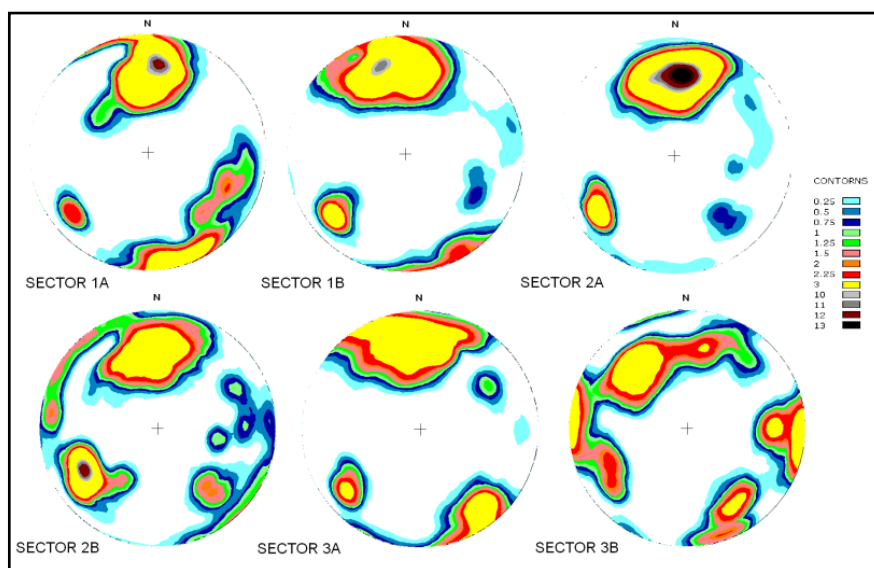 N
N
N
SECTOR 1A
SECTOR 1B
SECTOR 2A
CONTORNS
0.25
0.5
0.75
1
1.25
1.5
2
2.25
3
10
11
12
13
N
N
N
SECTOR 2B
SECTOR 3A
SECTOR 3B